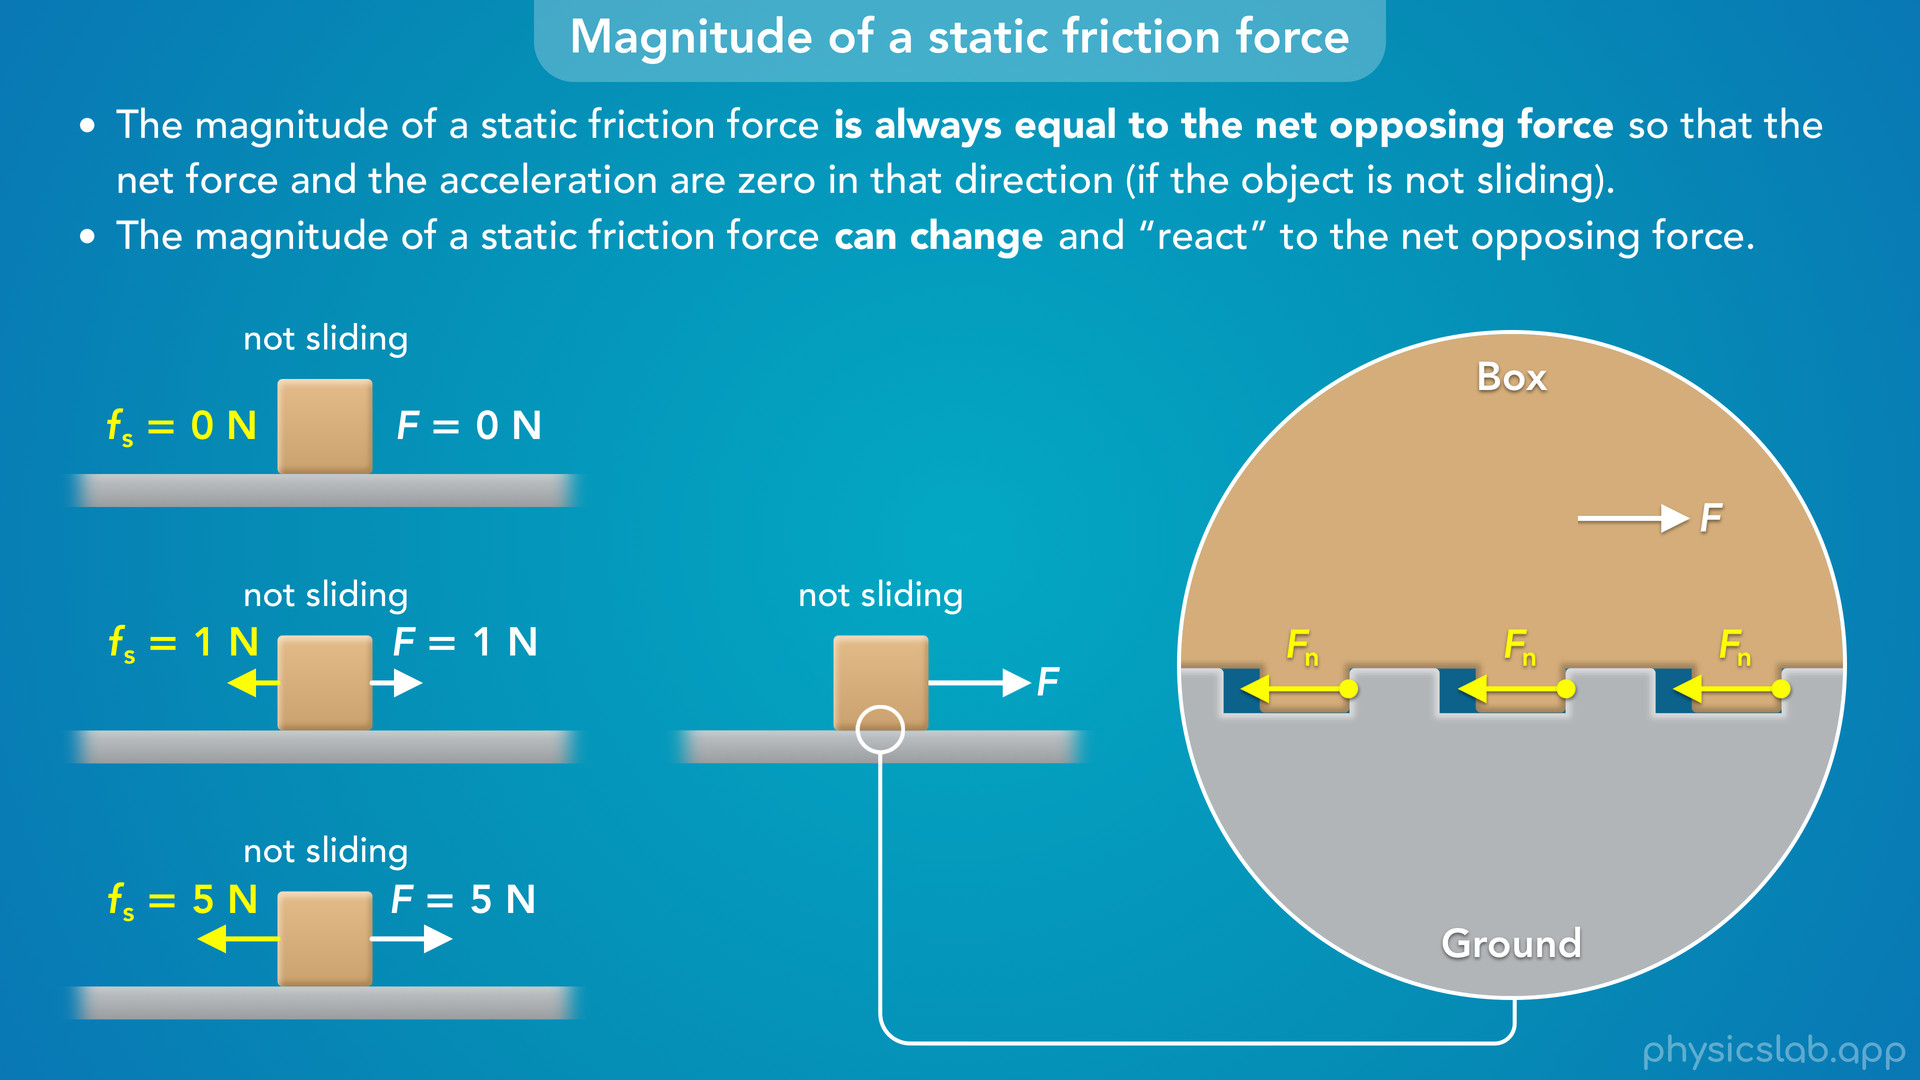 Magnitude of a static friction force
• The magnitude of a static friction force is always equal to the net opposing force so that the
net force and the acceleration are zero in that direction (if the object is not sliding).
• The magnitude of a static friction force can change and “react” to the net opposing force.
not sliding
fs = 0 N F = 0 N
not sliding
fs = 1 N F = 1 N
not sliding
fs = 5 N F = 5 N
not sliding
F
Box
F
Fn Fn Fn
Ground
physicslab.app